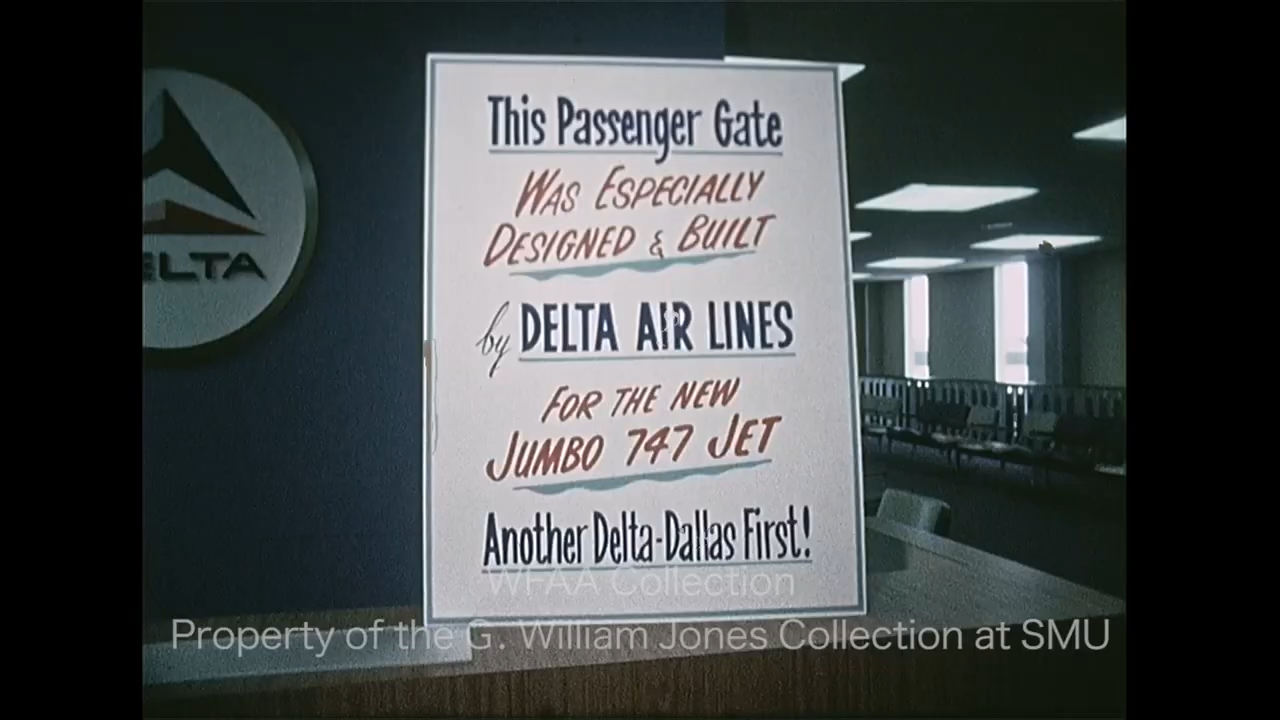 This Passenger Gate
WAS ESPECIALLY
DESIGNED & BUILT
by DELTA AIR LINES
FOR THE NEW
JUMBO 747 JET
Another Delta-Dallas First!
DELTA
WFAA Collection
Property of the G. William Jones Collection at SMU